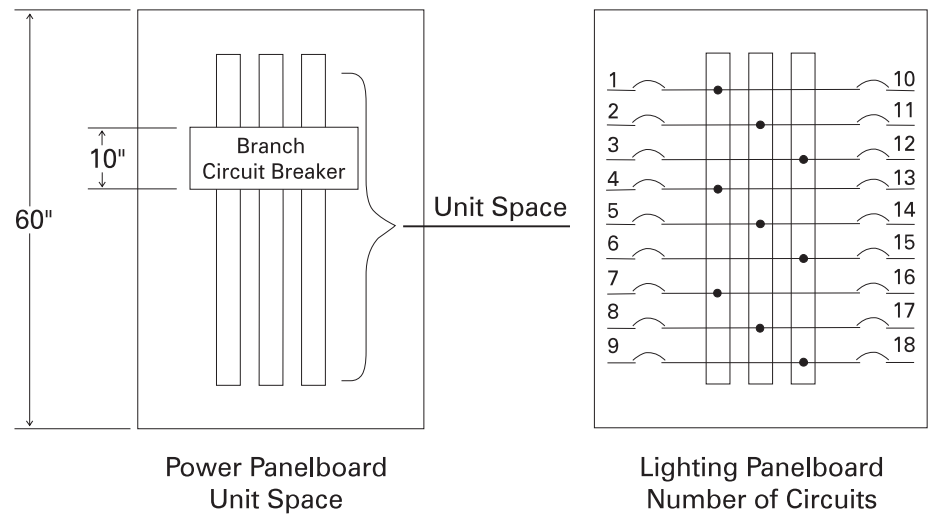 60"
10"
Branch
Circuit Breaker
Unit Space
Power Panelboard
Unit Space
1 10
2 11
3 12
4 13
5 14
6 15
7 16
8 17
9 18
Lighting Panelboard
Number of Circuits